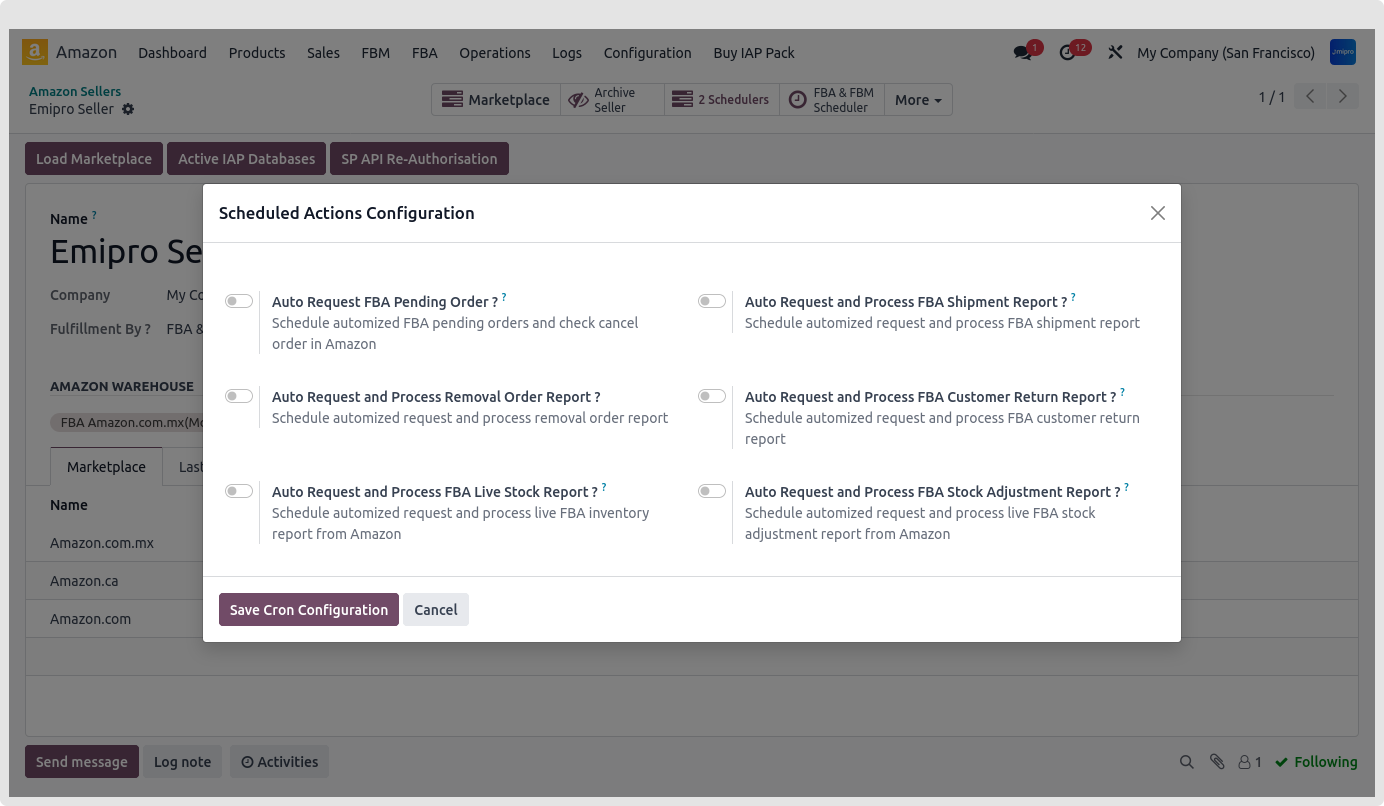 a Amazon Dashboard Products Sales FBM FBA Operations Logs Configuration Buy IAP Pack 1 12 My Company (San Francisco) emipro
Amazon Sellers
Emipro Seller
Marketplace
Archive
Seller
2 Schedulers
FBA & FBM
Scheduler
More
1 / 1
Load Marketplace Active IAP Databases SP API Re-Authorisation
Scheduled Actions Configuration
Name ?
Emipro Se
Company My Co
Fulfillment By ? FBA &
AMAZON WAREHOUSE
FBA Amazon.com.mx(Mo
Marketplace Last
Name
Amazon.com.mx
Amazon.ca
Amazon.com
Auto Request FBA Pending Order ? ?
Schedule automized FBA pending orders and check cancel
order in Amazon
Auto Request and Process FBA Shipment Report ? ?
Schedule automized request and process FBA shipment report
Auto Request and Process Removal Order Report ?
Schedule automized request and process removal order report
Auto Request and Process FBA Customer Return Report ? ?
Schedule automized request and process FBA customer return
report
Auto Request and Process FBA Live Stock Report ? ?
Schedule automized request and process live FBA inventory
report from Amazon
Auto Request and Process FBA Stock Adjustment Report ? ?
Schedule automized request and process live FBA stock
adjustment report from Amazon
Save Cron Configuration Cancel
Send message Log note Activities 1 Following